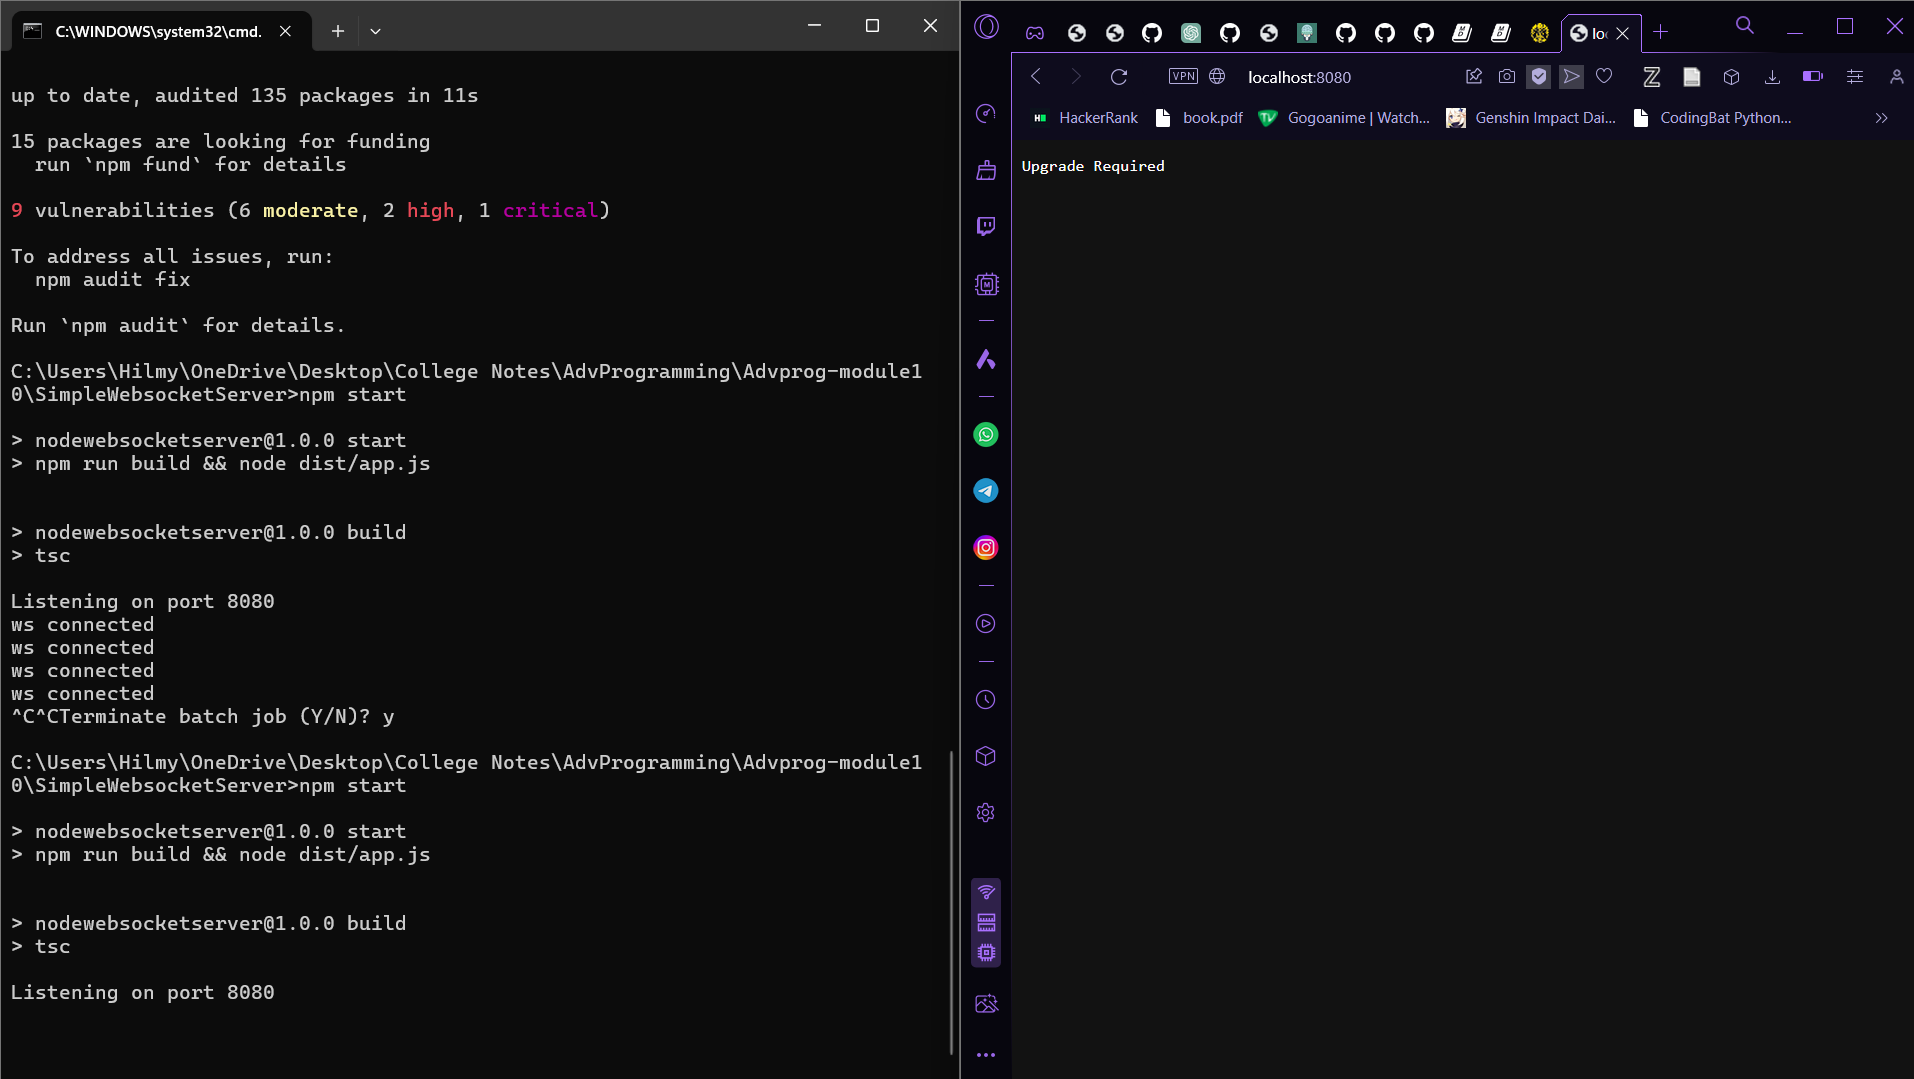 C:\WINDOWS\system32\cmd.
up to date, audited 135 packages in 11s
15 packages are looking for funding
run `npm fund` for details
9 vulnerabilities (6 moderate, 2 high, 1 critical)
To address all issues, run:
npm audit fix
Run `npm audit` for details.
C:\Users\Hilmy\OneDrive\Desktop\College Notes\AdvProgramming\Advprog-module1
0\SimpleWebsocketServer>npm start
> nodewebsocketserver@1.0.0 start
> npm run build && node dist/app.js
> nodewebsocketserver@1.0.0 build
> tsc
Listening on port 8080
ws connected
ws connected
ws connected
ws connected
^C^CTerminate batch job (Y/N)? y
C:\Users\Hilmy\OneDrive\Desktop\College Notes\AdvProgramming\Advprog-module1
0\SimpleWebsocketServer>npm start
> nodewebsocketserver@1.0.0 start
> npm run build && node dist/app.js
> nodewebsocketserver@1.0.0 build
> tsc
Listening on port 8080
lo
VPN localhost:8080
HackerRank book.pdf Gogoanime | Watch... Genshin Impact Dai... CodingBat Python...
Upgrade Required